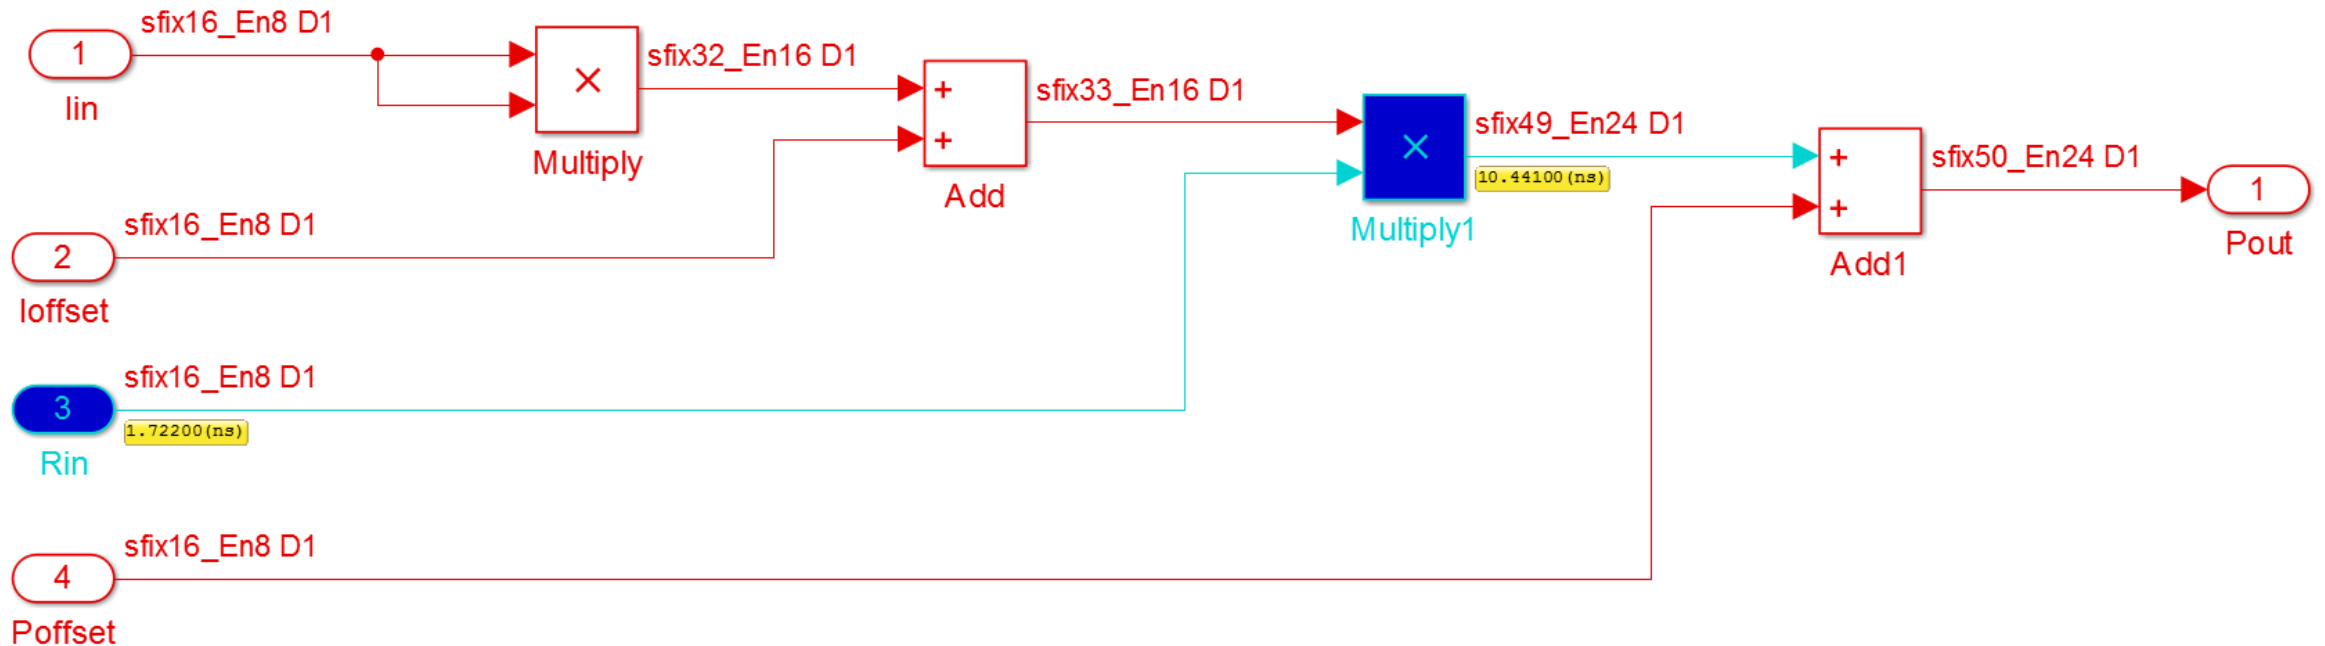 sfix16_En8 D1
1
Iin
×
sfix32_En16 D1
Multiply
+
+
sfix33_En16 D1
Add
×
sfix49_En24 D1
10.44100(ns)
Multiply1
+
+
sfix50_En24 D1
Add1
1
Pout
sfix16_En8 D1
2
Ioffset
sfix16_En8 D1
3
1.72200(ns)
Rin
sfix16_En8 D1
4
Poffset